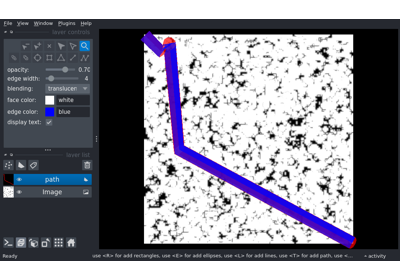 File View Window Plugins Help
layer controls
opacity: 0.70
edge width: 4
blending: translucen
face color: white
edge color: blue
display text:
layer list
path
Image
Ready use <R> for add rectangles, use <E> for add ellipses, use <L> for add lines, use <T> for add path, use <... activity